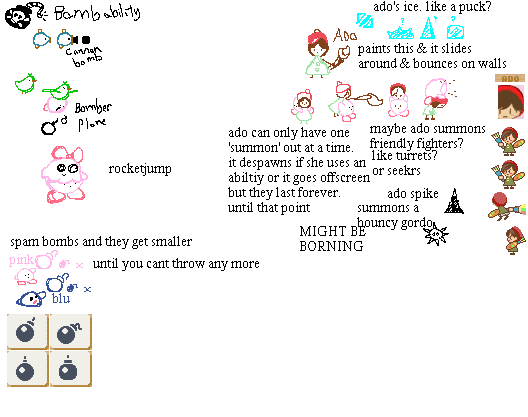 Bomb ability
cannon
bomb
Bomber
Plane
rocketjump
spam bombs and they get smaller
pink
until you cant throw any more
blu
ado's ice. like a puck?
ADO
paints this & it slides
around & bounces on walls
ADO
ado can only have one
'summon' out at a time.
it despawns if she uses an
abiltiy or it goes offscreen
but they last forever.
until that point
maybe ado summons
friendly fighters?
like turrets?
or seekrs
ado spike
summons a
bouncy gordo
MIGHT BE
BORNING